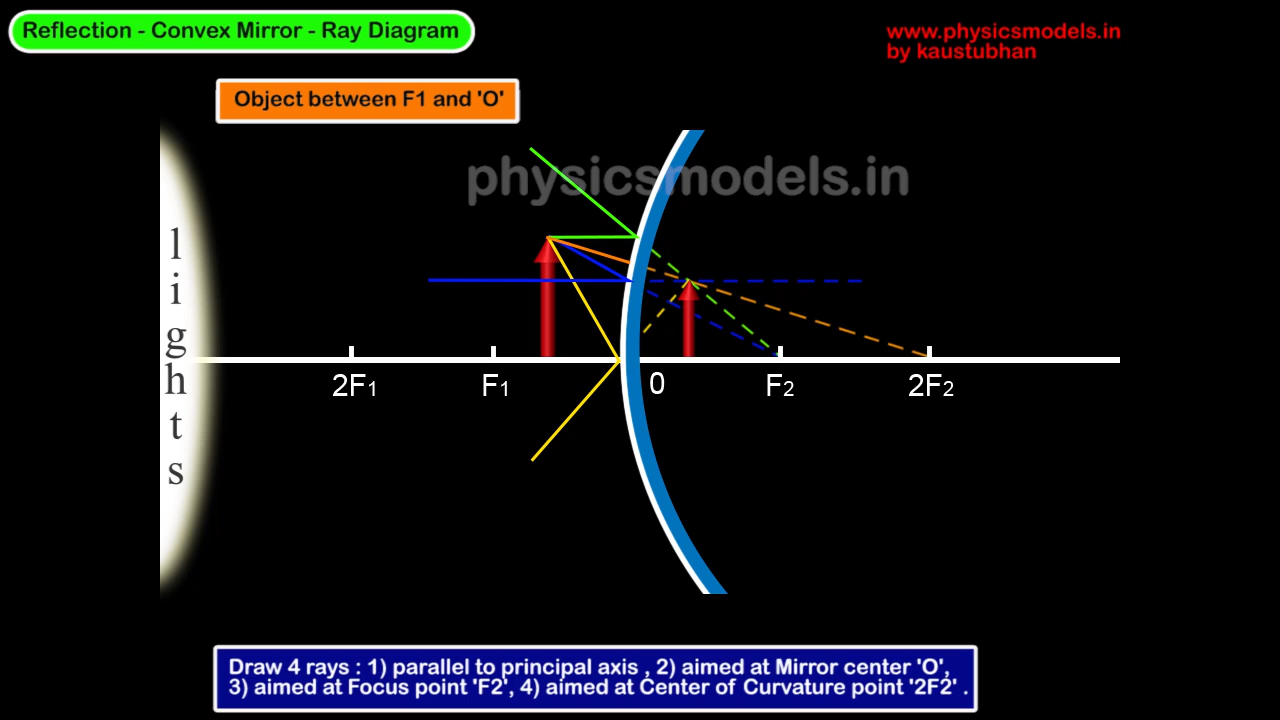 Reflection - Convex Mirror - Ray Diagram
www.physicsmodels.in
by kaustubhan
Object between F1 and 'O'
physicsmodels.in
l
i
g
h
t
s
2F1
F1
0
F2
2F2
Draw 4 rays : 1) parallel to principal axis , 2) aimed at Mirror center 'O',
3) aimed at Focus point 'F2', 4) aimed at Center of Curvature point '2F2' .